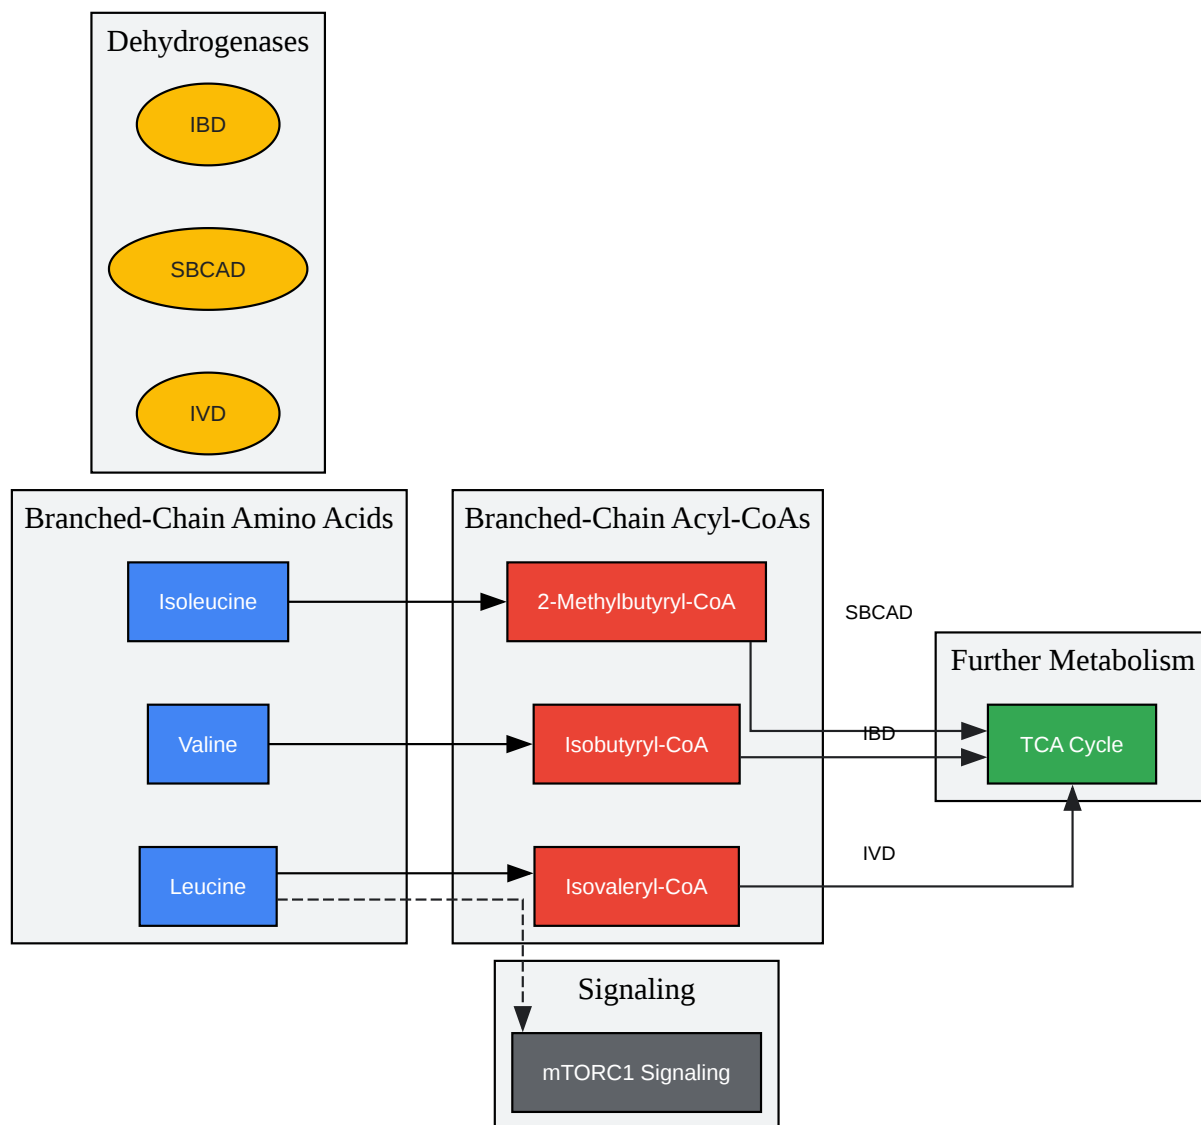 Dehydrogenases
IBD
SBCAD
IVD
Branched-Chain Amino Acids
Isoleucine
Valine
Leucine
Branched-Chain Acyl-CoAs
2-Methylbutyryl-CoA
Isobutyryl-CoA
Isovaleryl-CoA
SBCAD
IBD
IVD
Further Metabolism
TCA Cycle
Signaling
mTORC1 Signaling